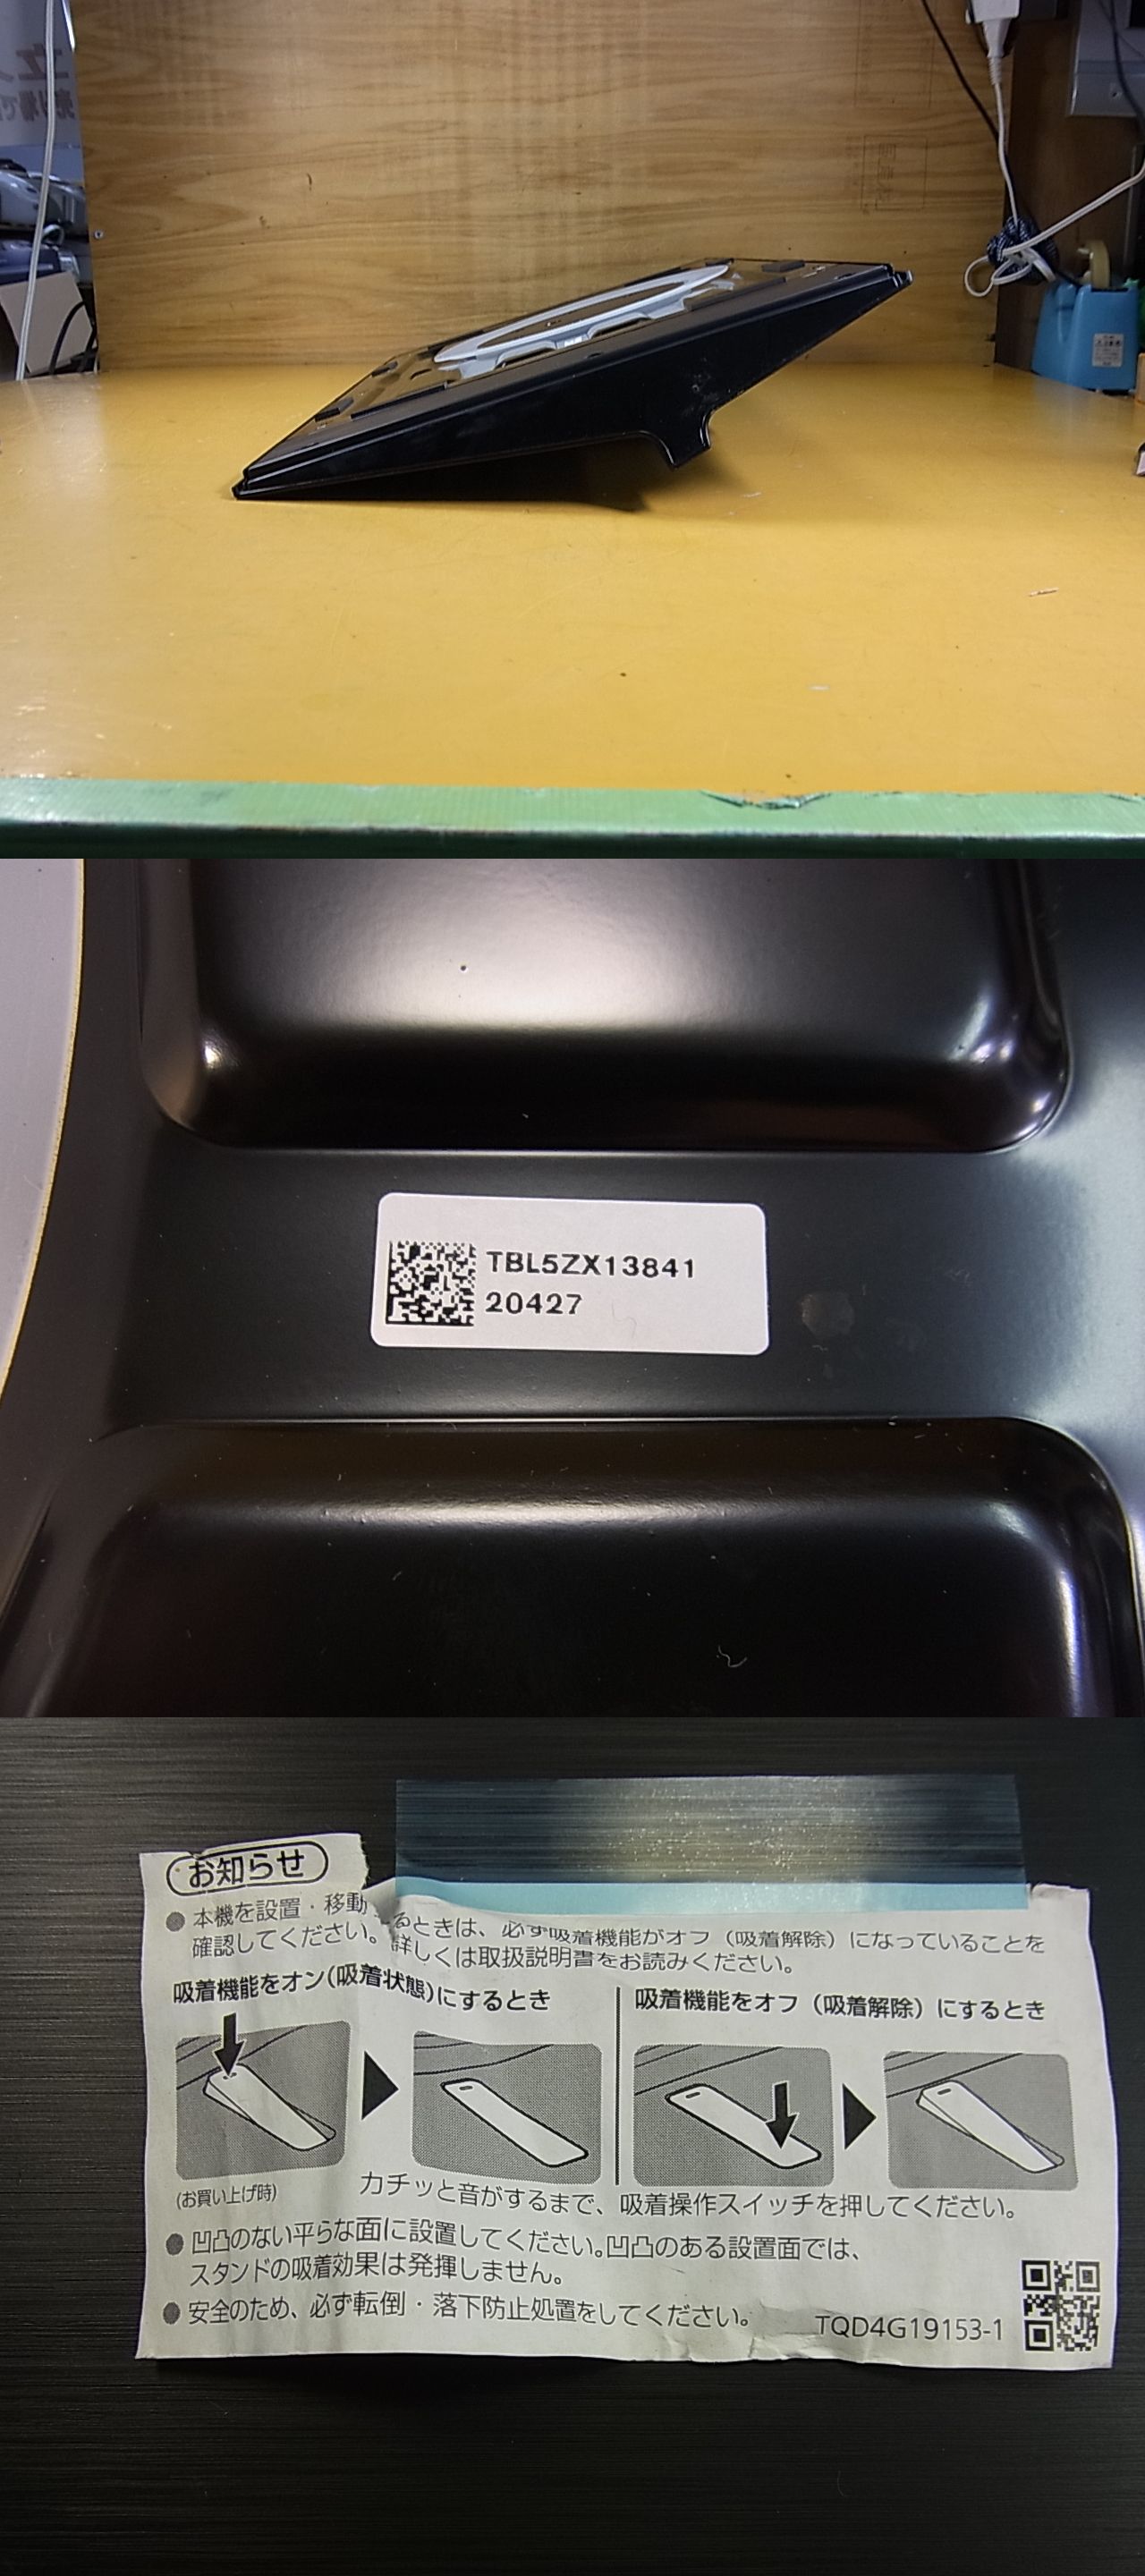 TBL5ZX13841
20427
お知らせ
● 本機を設置・移動 るときは、必ず吸着機能がオフ(吸着解除)になっていることを
確認してください。詳しくは取扱説明書をお読みください。
吸着機能をオン(吸着状態)にするとき
吸着機能をオフ(吸着解除)にするとき
(お買い上げ時)
カチッと音がするまで、吸着操作スイッチを押してください。
● 凹凸のない平らな面に設置してください。凹凸のある設置面では、
スタンドの吸着効果は発揮しません。
● 安全のため、必ず転倒・落下防止処置をしてください。
TQD4G19153-1